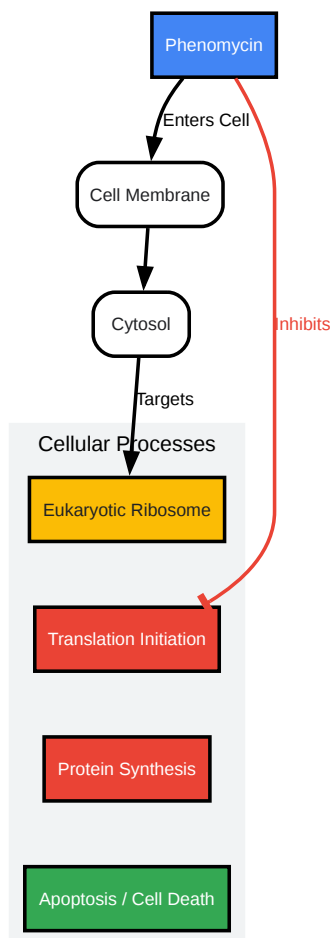 Phenomycin
Enters Cell
Cell Membrane
Cytosol
Inhibits
Targets
Cellular Processes
Eukaryotic Ribosome
Translation Initiation
Protein Synthesis
Apoptosis / Cell Death